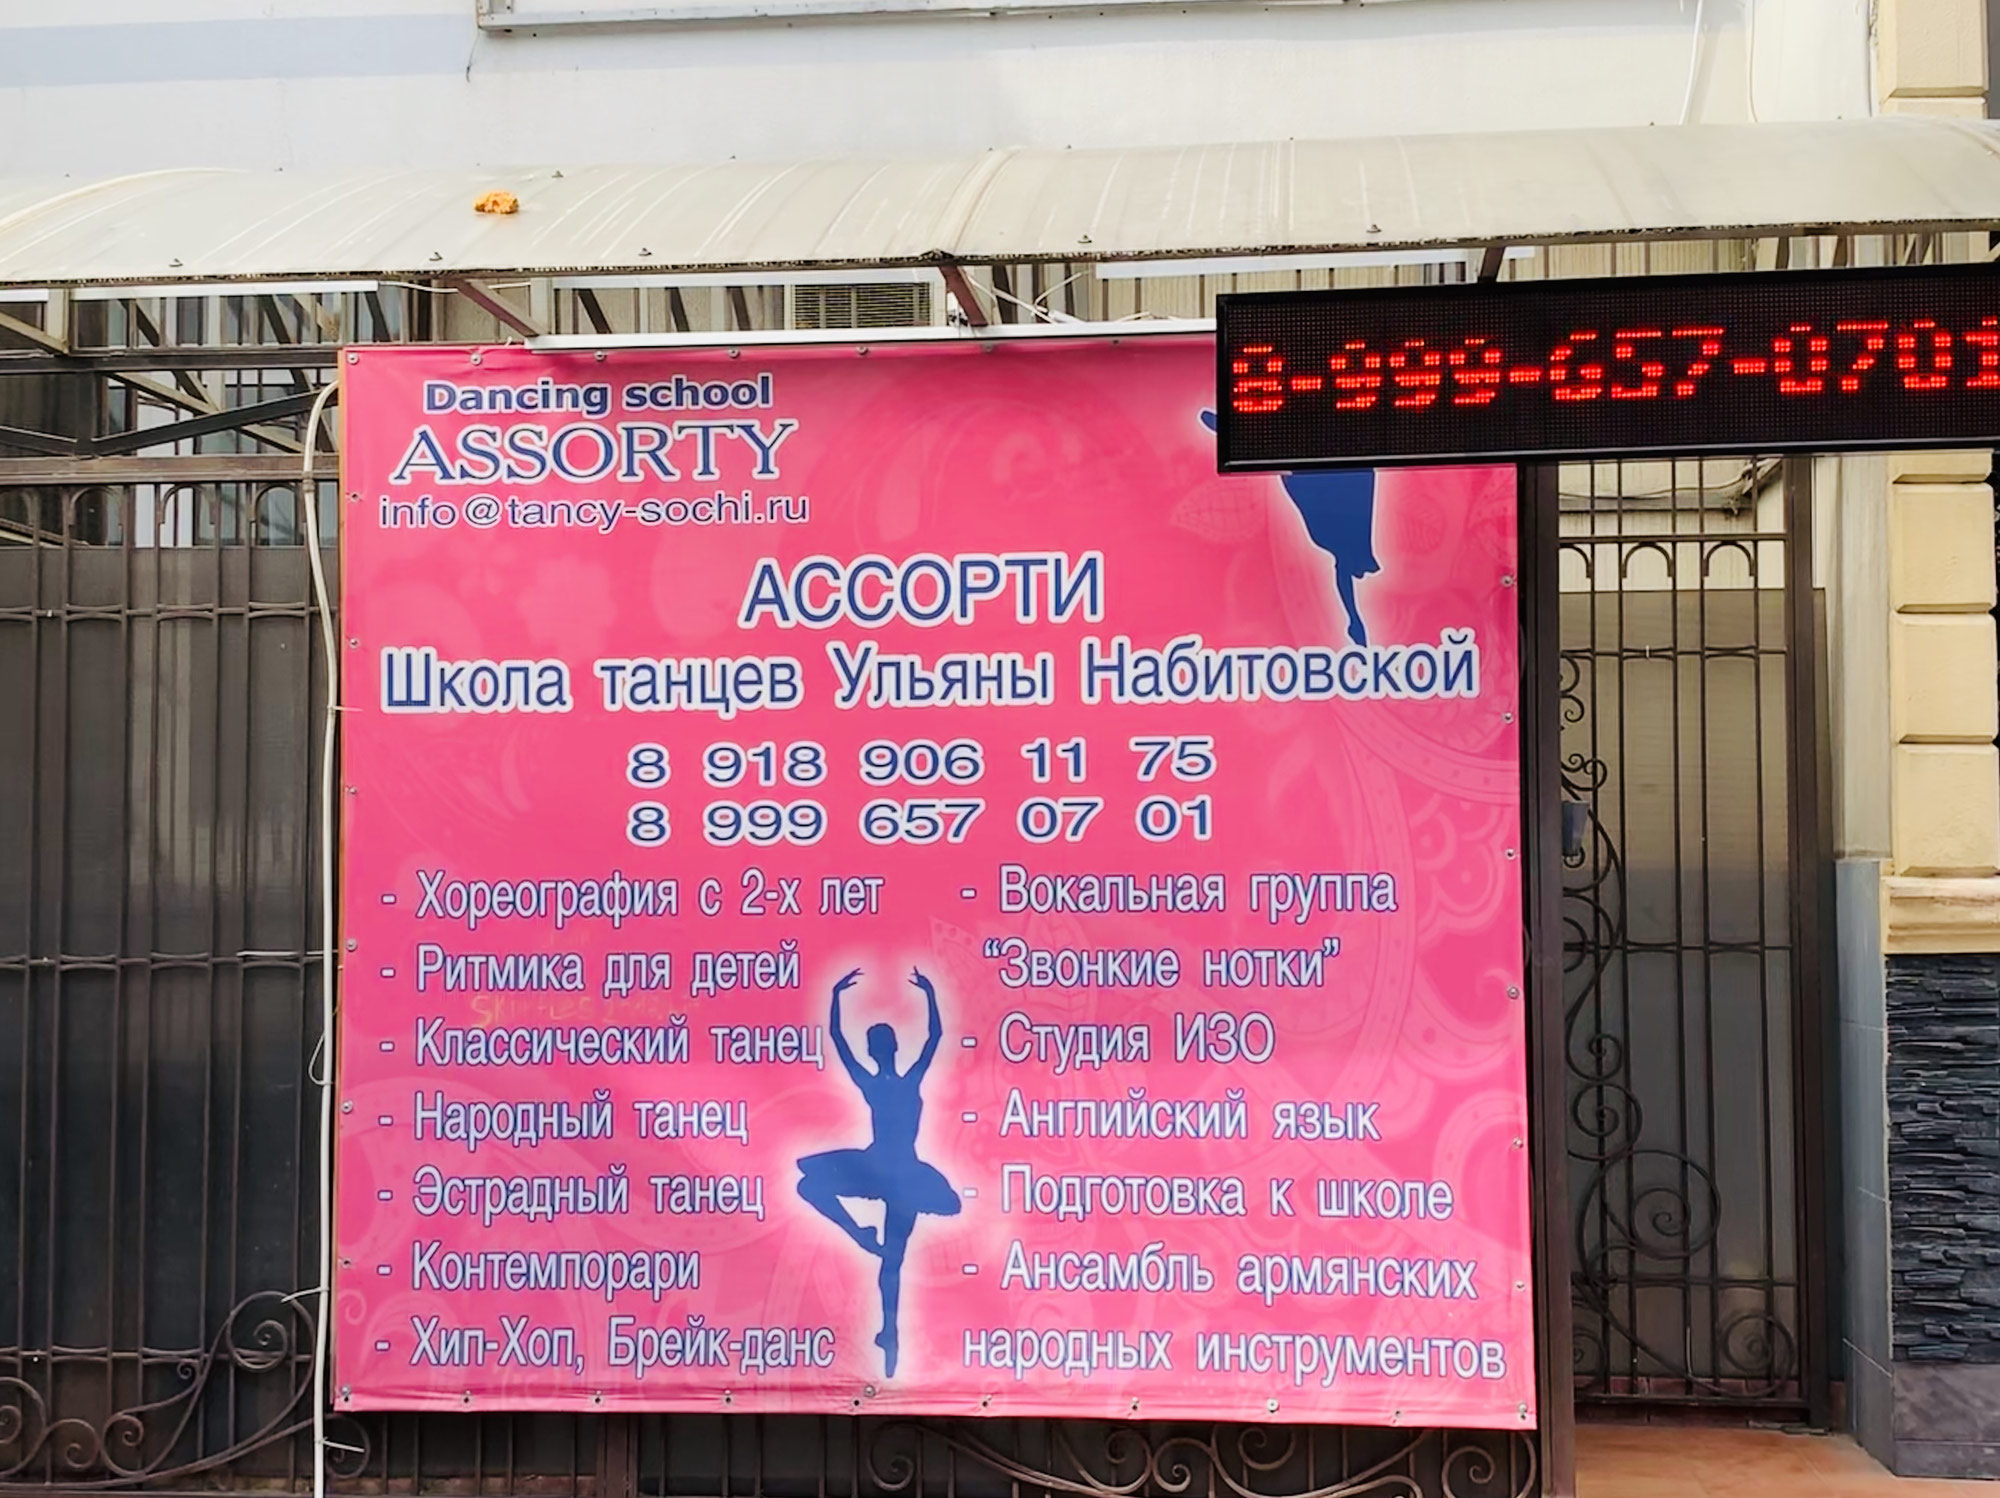 8-999-657-0701
Dancing school
ASSORTY
info@tancy-sochi.ru
АССОРТИ
Школа танцев Ульяны Набитовской
8 918 906 11 75
8 999 657 07 01
- Хореография с 2-х лет
- Ритмика для детей
- Классический танец
- Народный танец
- Эстрадный танец
- Контемпорари
- Хип-Хоп, Брейк-данс
- Вокальная группа
“Звонкие нотки”
- Студия ИЗО
- Английский язык
- Подготовка к школе
- Ансамбль армянских
народных инструментов